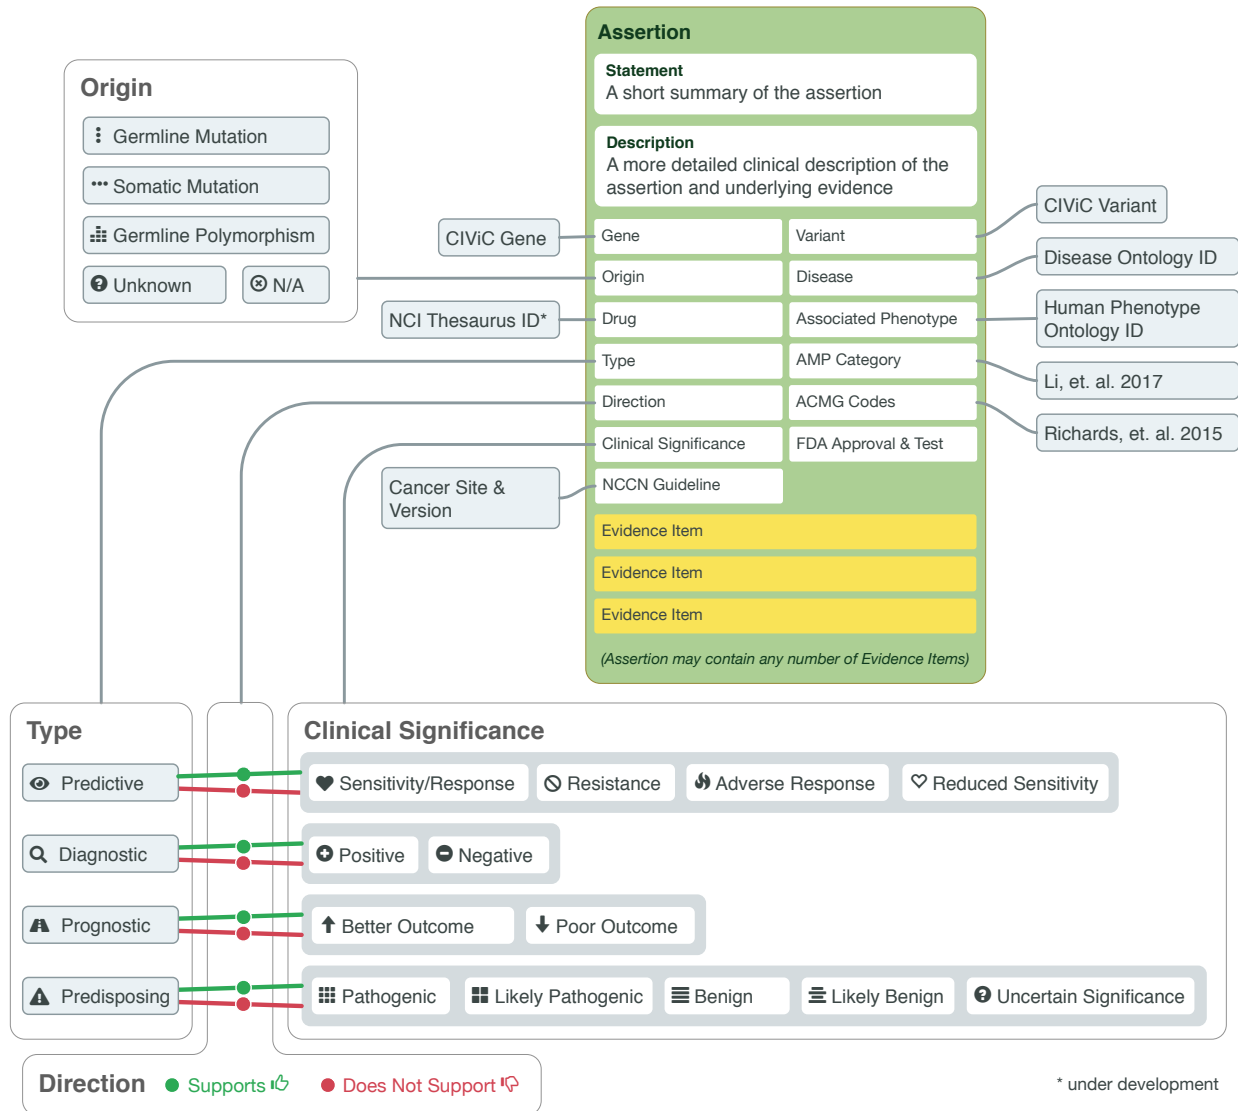 Assertion
Statement
A short summary of the assertion
Description
A more detailed clinical description of the
assertion and underlying evidence
Gene
Variant
Origin
Disease
Drug
Associated Phenotype
Type
AMP Category
Direction
ACMG Codes
Clinical Significance
FDA Approval & Test
NCCN Guideline
Evidence Item
Evidence Item
Evidence Item
(Assertion may contain any number of Evidence Items)
Origin
Germline Mutation
Somatic Mutation
Germline Polymorphism
Unknown
N/A
CIViC Gene
NCI Thesaurus ID*
Cancer Site &
Version
CIViC Variant
Disease Ontology ID
Human Phenotype
Ontology ID
Li, et. al. 2017
Richards, et. al. 2015
Type
Predictive
Diagnostic
Prognostic
Predisposing
Clinical Significance
Sensitivity/Response
Resistance
Adverse Response
Reduced Sensitivity
Positive
Negative
Better Outcome
Poor Outcome
Pathogenic
Likely Pathogenic
Benign
Likely Benign
Uncertain Significance
Direction
Supports
Does Not Support
* under development